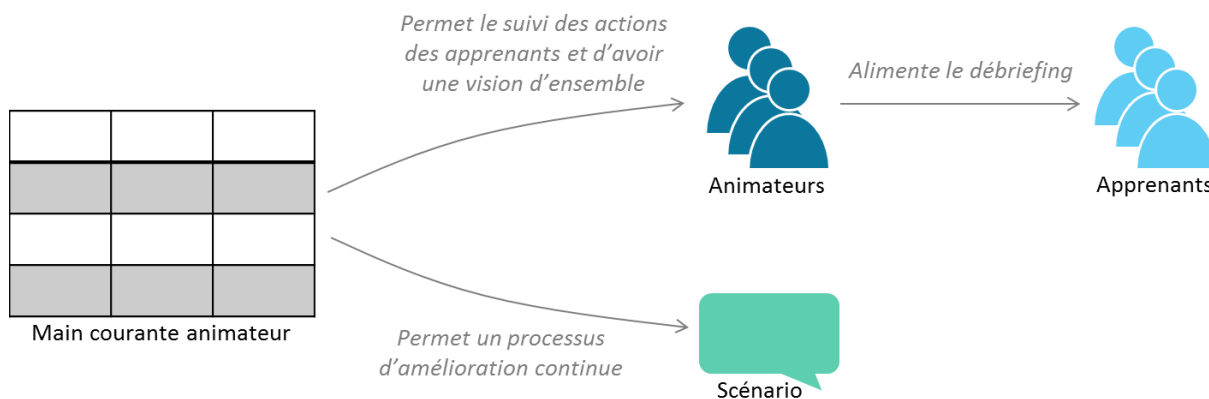 Permet le suivi des actions
des apprenants et d’avoir
une vision d’ensemble
Alimente le débriefing
Animateurs
Apprenants
Main courante animateur
Permet un processus
d’amélioration continue
Scénario